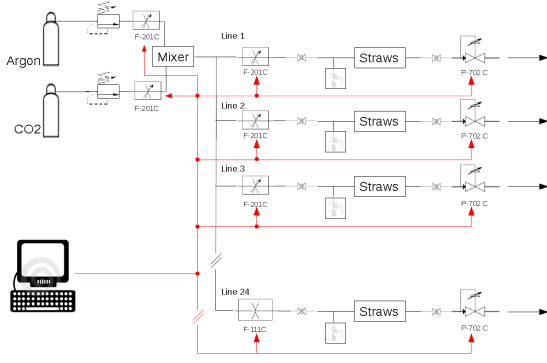 Argon
F-201C
Mixer
CO2
F-201C
Line 1
F-201C
Straws
P-702 C
Line 2
F-201C
Straws
P-702 C
Line 3
F-201C
Straws
P-702 C
Line 24
F-111C
Straws
P-702 C